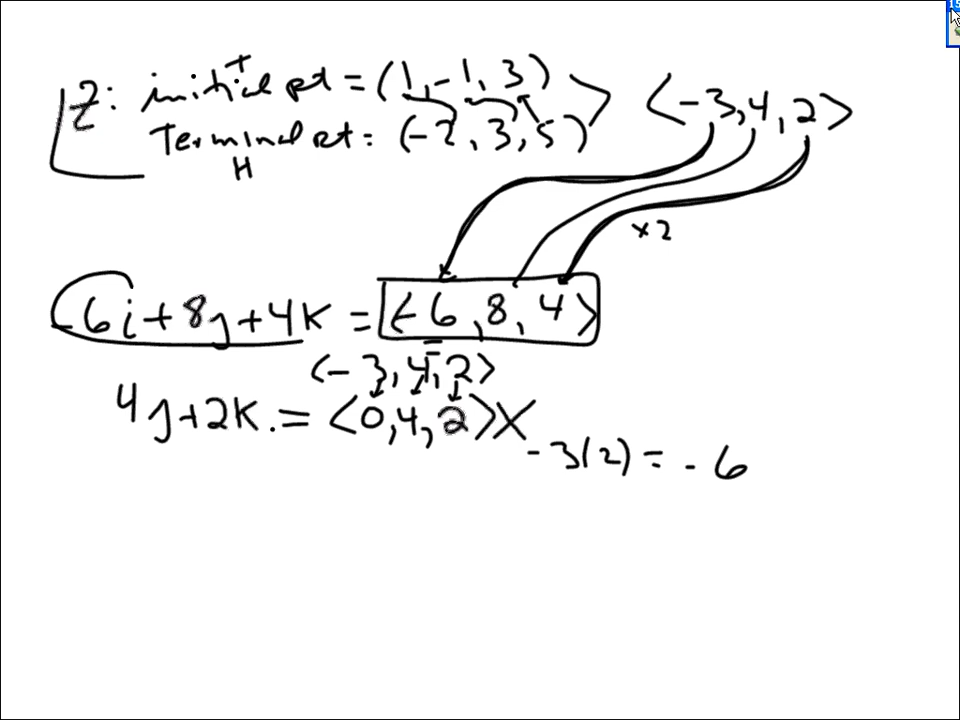 Z: initial pt = (1, -1, 3) > <-3, 4, 2>
T
Terminal pt: (-2, 3, 5)
H
x2
-6i + 8j + 4k = <-6, 8, 4>
<-3, 4, 2>
4j + 2k. = <0, 4, 2> X
-3(2) = -6